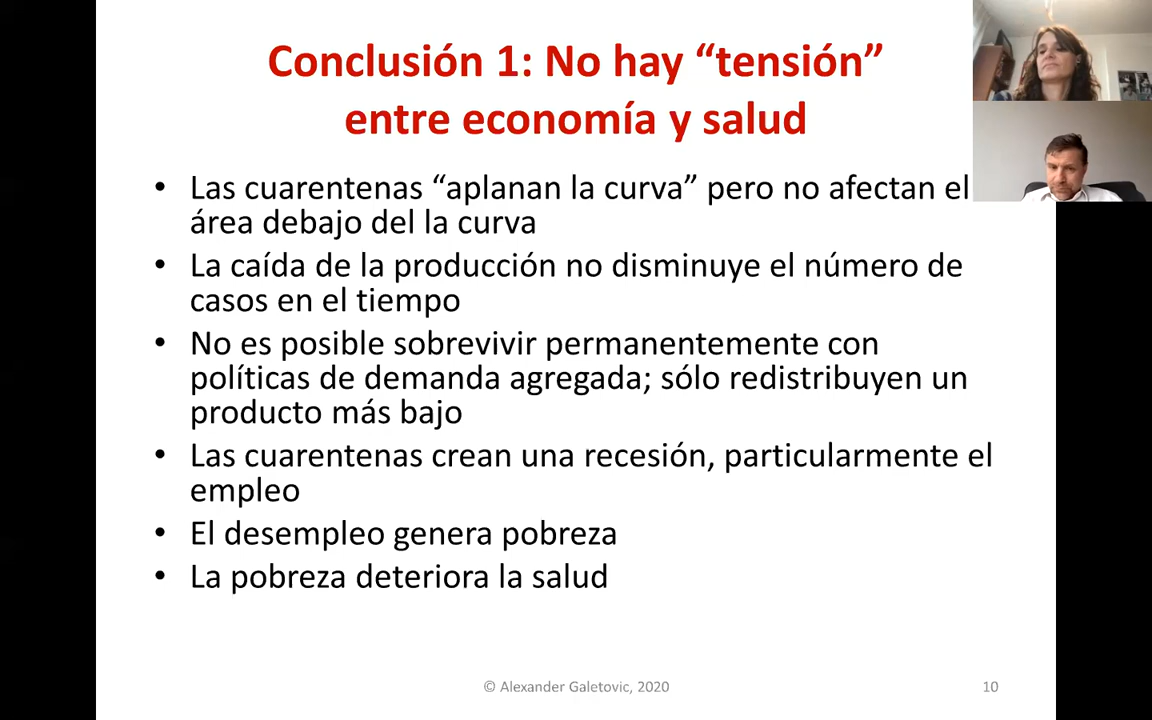 Conclusión 1: No hay “tensión”
entre economía y salud
• Las cuarentenas “aplanan la curva” pero no afectan el
área debajo del la curva
• La caída de la producción no disminuye el número de
casos en el tiempo
• No es posible sobrevivir permanentemente con
políticas de demanda agregada; sólo redistribuyen un
producto más bajo
• Las cuarentenas crean una recesión, particularmente el
empleo
• El desempleo genera pobreza
• La pobreza deteriora la salud
© Alexander Galetovic, 2020
10